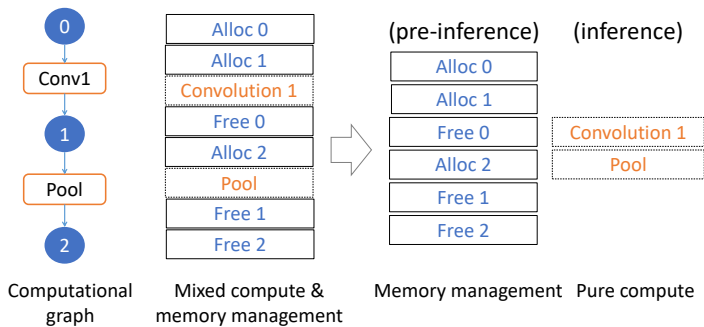 0
Conv1
1
Pool
2
Computational
graph
Alloc 0
Alloc 1
Convolution 1
Free 0
Alloc 2
Pool
Free 1
Free 2
Mixed compute &
memory management
(pre-inference)
Alloc 0
Alloc 1
Free 0
Alloc 2
Free 1
Free 2
Memory management
(inference)
Convolution 1
Pool
Pure compute